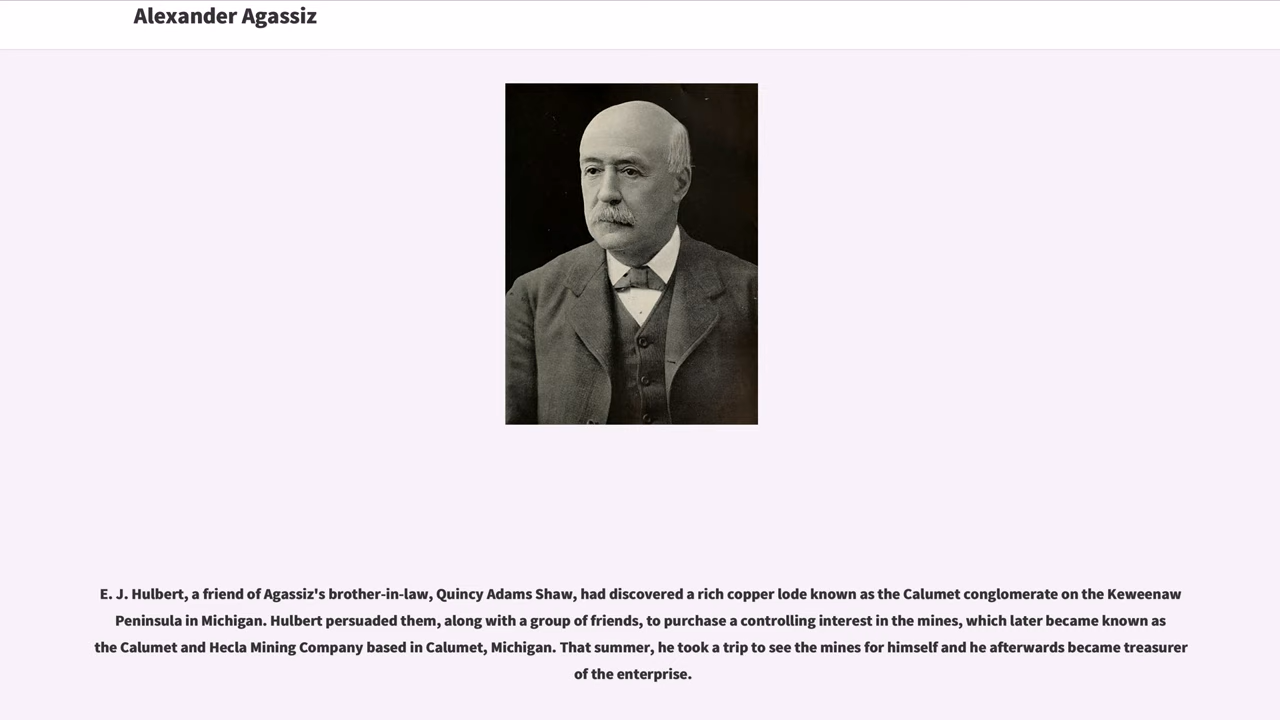 Alexander Agassiz
E. J. Hulbert, a friend of Agassiz's brother-in-law, Quincy Adams Shaw, had discovered a rich copper lode known as the Calumet conglomerate on the Keweenaw
Peninsula in Michigan. Hulbert persuaded them, along with a group of friends, to purchase a controlling interest in the mines, which later became known as
the Calumet and Hecla Mining Company based in Calumet, Michigan. That summer, he took a trip to see the mines for himself and he afterwards became treasurer
of the enterprise.